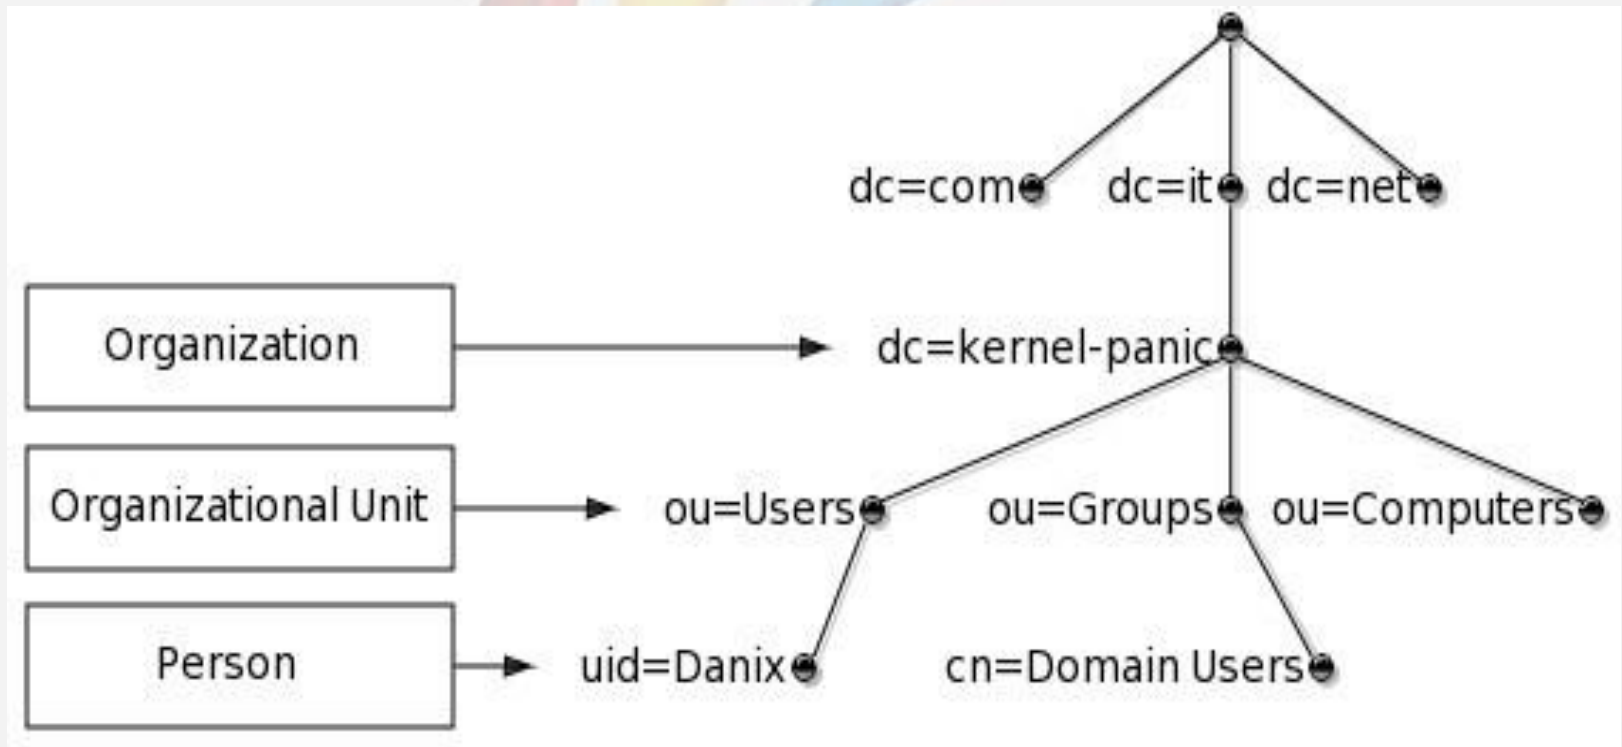 dc=com dc=it dc=net
Organization dc=kernel-panic
Organizational Unit ou=Users ou=Groups ou=Computers
Person uid=Danix cn=Domain Users